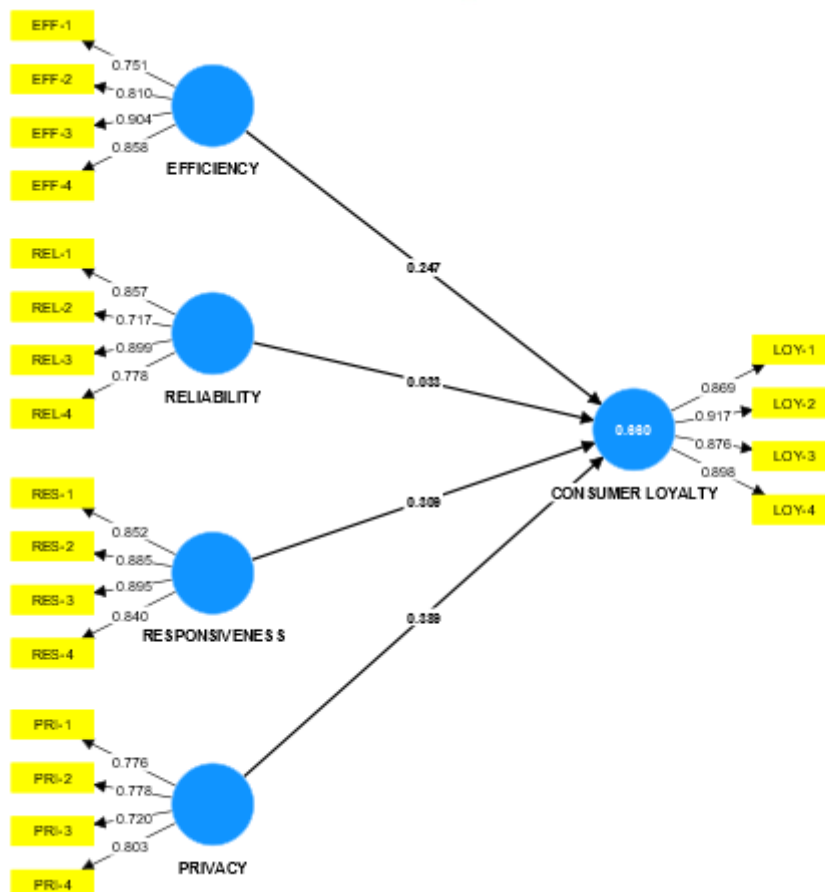 EFF-1
0.751
EFF-2
0.810
EFF-3
0.904
EFF-4
0.858
EFFICIENCY
0.247
REL-1
0.857
REL-2
0.717
REL-3
0.899
REL-4
0.778
RELIABILITY
RES-1
0.852
RES-2
0.885
RES-3
0.895
RES-4
0.840
RESPONSIVENESS
0.309
PRI-1
0.776
PRI-2
0.778
PRI-3
0.720
PRI-4
0.803
PRIVACY
0.660
CONSUMER LOYALTY
LOY-1
0.869
LOY-2
0.917
LOY-3
0.876
LOY-4
0.898